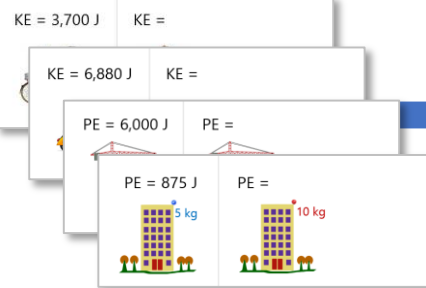 KE = 3,700 J KE =
KE = 6,880 J KE =
PE = 6,000 J PE =
PE = 875 J PE =
5 kg 10 kg